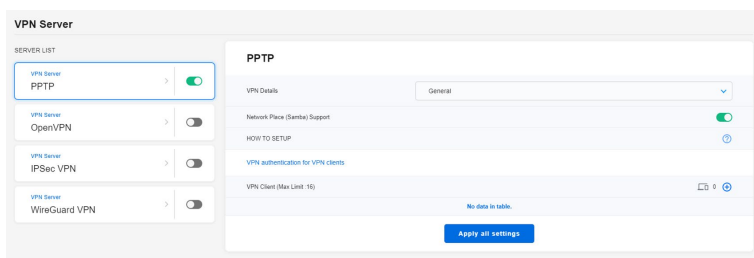 VPN Server
SERVER LIST
VPN Server
PPTP
VPN Server
OpenVPN
VPN Server
IPSec VPN
VPN Server
WireGuard VPN
PPTP
VPN Details
General
Network Place (Samba) Support
HOW TO SETUP
VPN authentication for VPN clients
VPN Client (Max Limit :16)
0
No data in table.
Apply all settings